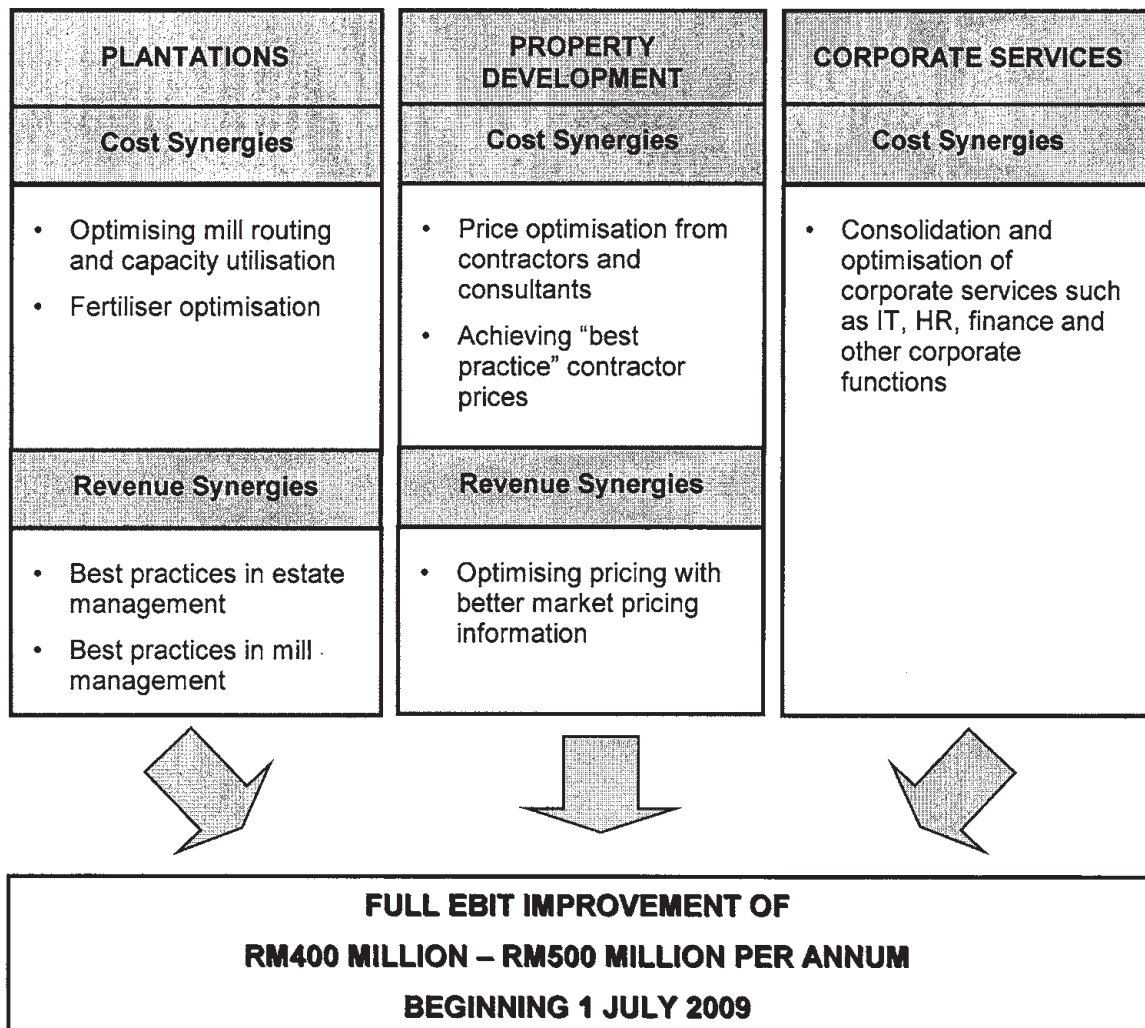 PLANTATIONS
Cost Synergies
• Optimising mill routing
and capacity utilisation
• Fertiliser optimisation
Revenue Synergies
• Best practices in estate
management
• Best practices in mill
management
PROPERTY
DEVELOPMENT
Cost Synergies
• Price optimisation from
contractors and
consultants
• Achieving “best
practice” contractor
prices
Revenue Synergies
• Optimising pricing with
better market pricing
information
CORPORATE SERVICES
Cost Synergies
• Consolidation and
optimisation of
corporate services such
as IT, HR, finance and
other corporate
functions
FULL EBIT IMPROVEMENT OF
RM400 MILLION – RM500 MILLION PER ANNUM
BEGINNING 1 JULY 2009